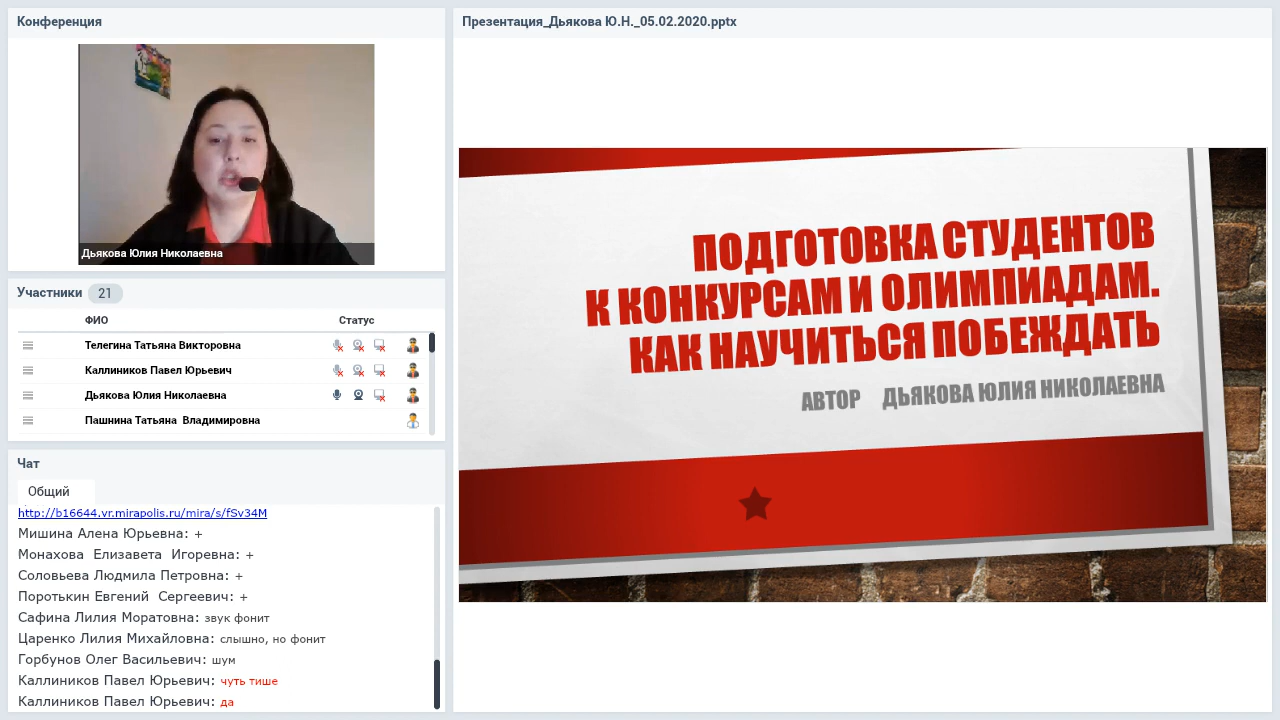 Конференция
Дьякова Юлия Николаевна
Участники 21
ФИО Статус
Телегина Татьяна Викторовна
Каллиников Павел Юрьевич
Дьякова Юлия Николаевна
Пашнина Татьяна Владимировна
Чат
Общий
http://b16644.vr.mirapolis.ru/mira/s/fSv34M
Мишина Алена Юрьевна: +
Монахова Елизавета Игоревна: +
Соловьева Людмила Петровна: +
Поротькин Евгений Сергеевич: +
Сафина Лилия Моратовна: звук фонит
Царенко Лилия Михайловна: слышно, но фонит
Горбунов Олег Васильевич: шум
Каллиников Павел Юрьевич: чуть тише
Каллиников Павел Юрьевич: да
Презентация_Дьякова Ю.Н._05.02.2020.pptx
ПОДГОТОВКА СТУДЕНТОВ
К КОНКУРСАМ И ОЛИМПИАДАМ.
КАК НАУЧИТЬСЯ ПОБЕЖДАТЬ
АВТОР ДЬЯКОВА ЮЛИЯ НИКОЛАЕВНА